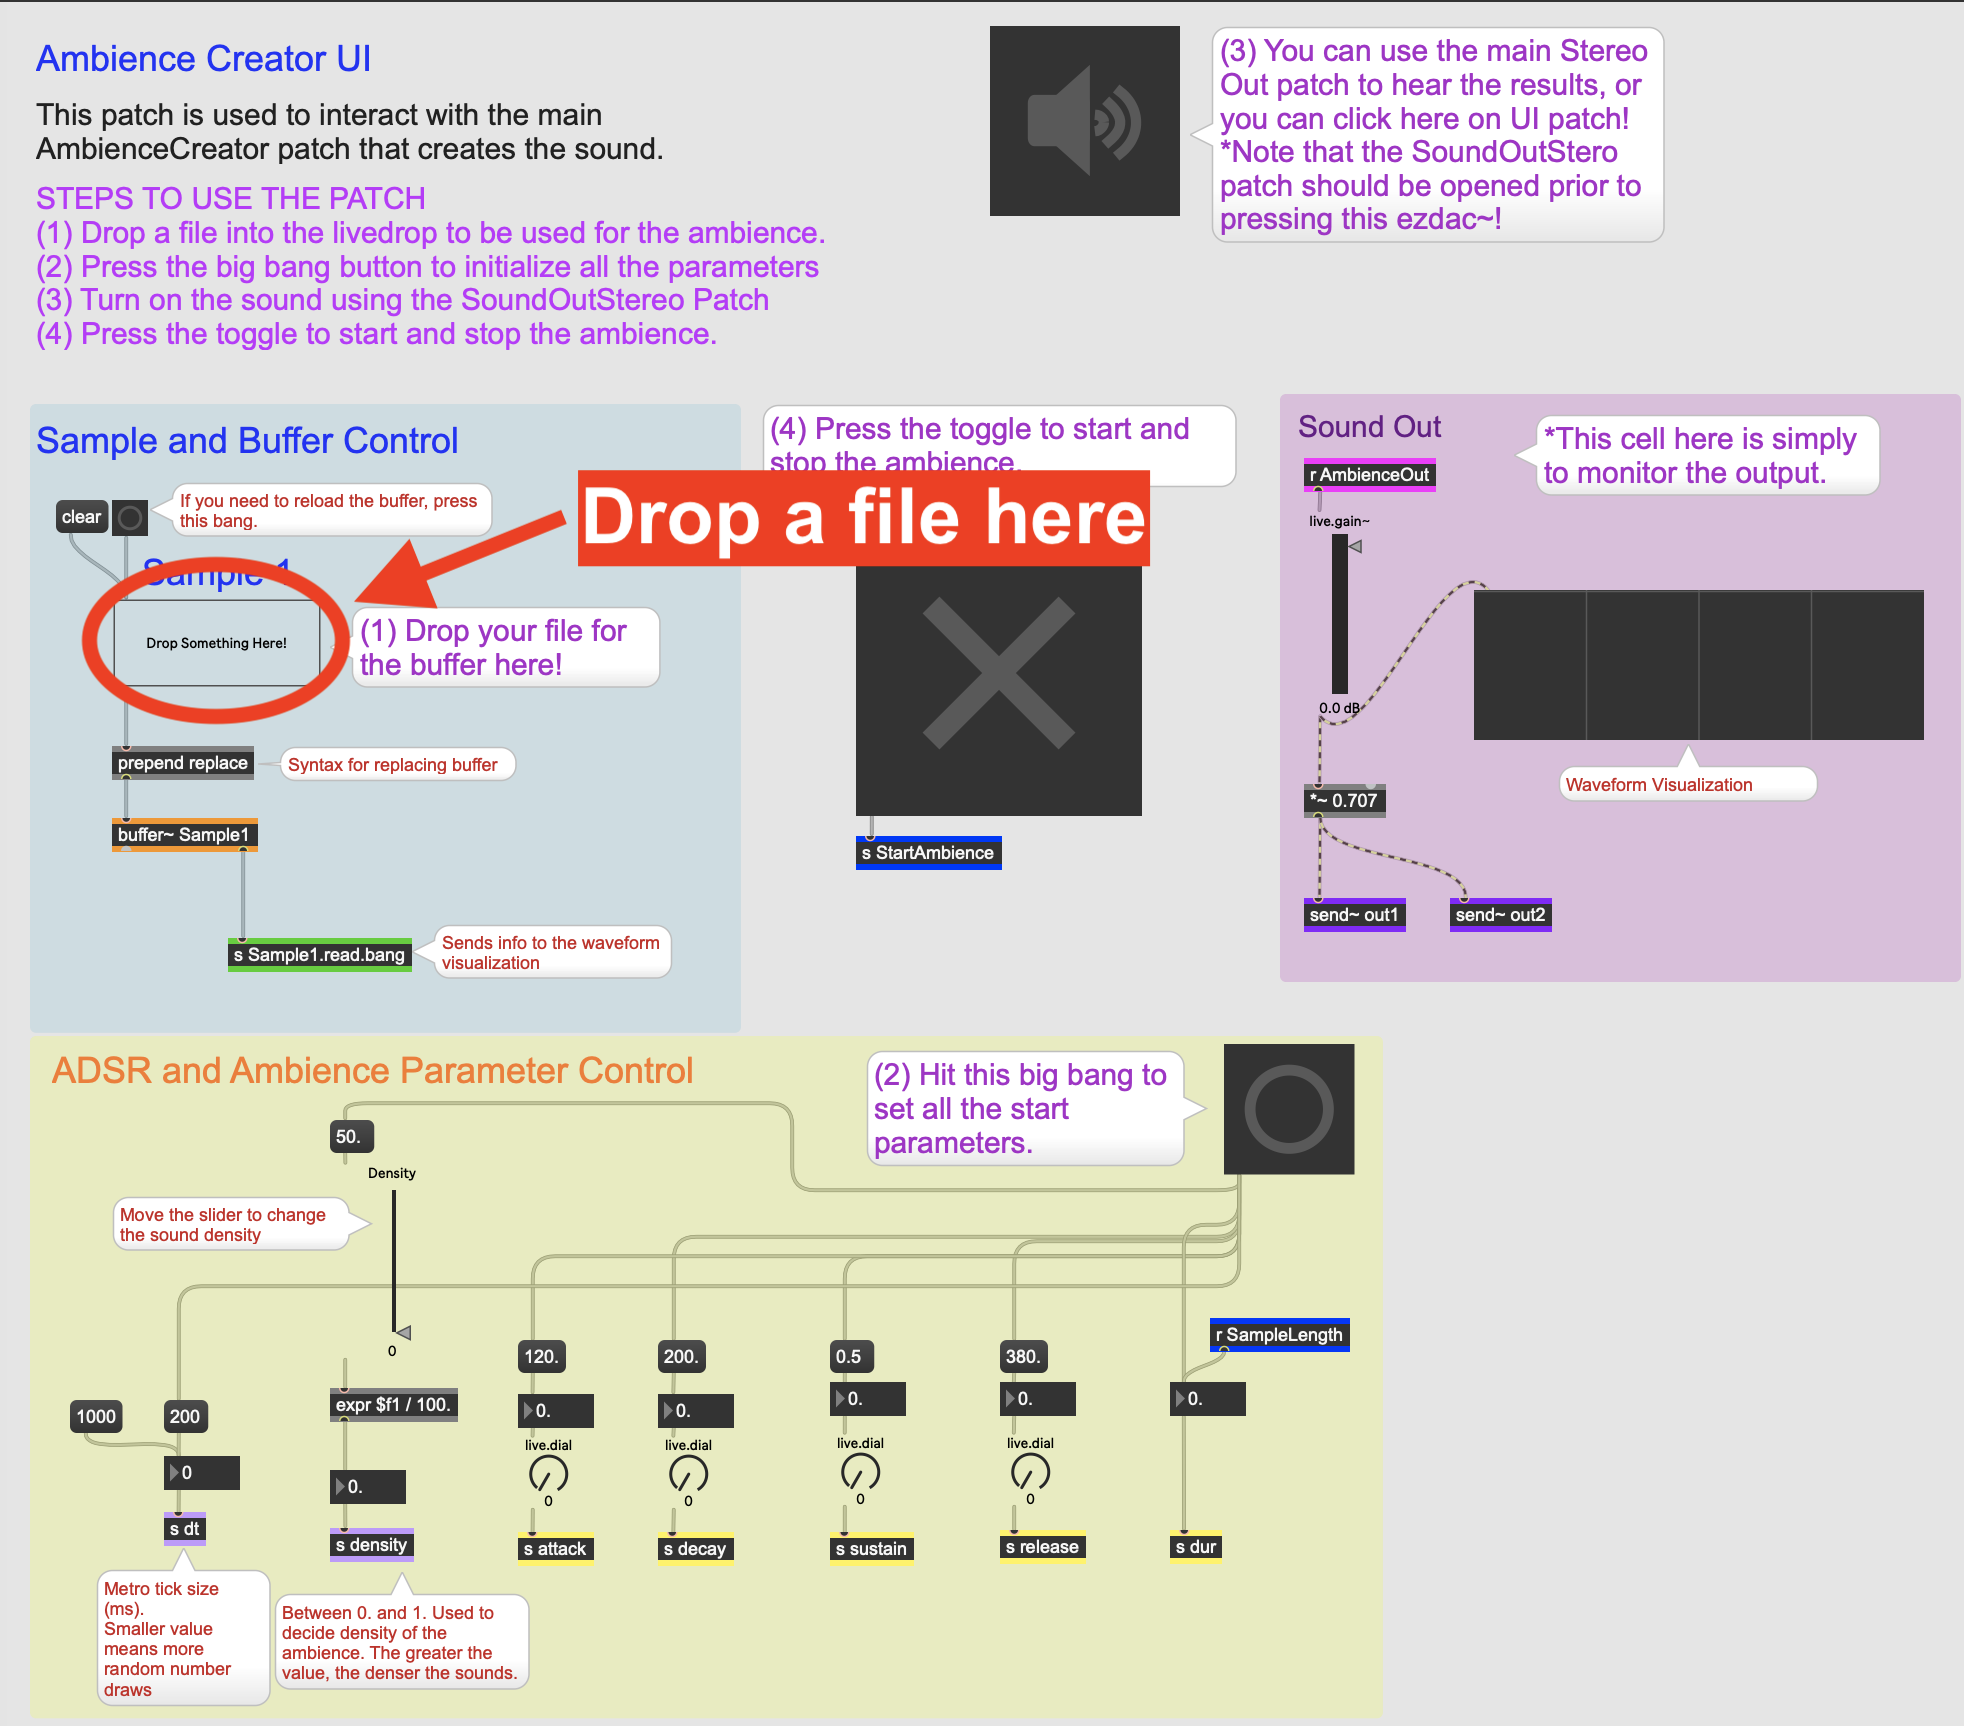 Ambience Creator UI
This patch is used to interact with the main
AmbienceCreator patch that creates the sound.
STEPS TO USE THE PATCH
(1) Drop a file into the livedrop to be used for the ambience.
(2) Press the big bang button to initialize all the parameters
(3) Turn on the sound using the SoundOutStereo Patch
(4) Press the toggle to start and stop the ambience.
(3) You can use the main Stereo
Out patch to hear the results, or
you can click here on UI patch!
*Note that the SoundOutStero
patch should be opened prior to
pressing this ezdac~!
Sample and Buffer Control
clear
If you need to reload the buffer, press
this bang.
Sample 1
Drop Something Here!
(1) Drop your file for
the buffer here!
prepend replace
Syntax for replacing buffer
buffer~ Sample1
s Sample1.read.bang
Sends info to the waveform
visualization
(4) Press the toggle to start and
stop the ambience.
Drop a file here
s StartAmbience
Sound Out
*This cell here is simply
to monitor the output.
r AmbienceOut
live.gain~
0.0 dB
Waveform Visualization
*~ 0.707
send~ out1
send~ out2
ADSR and Ambience Parameter Control
(2) Hit this big bang to
set all the start
parameters.
50.
Density
Move the slider to change
the sound density
0
r SampleLength
120.
200.
0.5
380.
1000
200
expr $f1 / 100.
0.
0.
0.
0.
0.
live.dial
live.dial
live.dial
live.dial
0
0.
0
0
0
0
s dt
s density
s attack
s decay
s sustain
s release
s dur
Metro tick size
(ms).
Smaller value
means more
random number
draws
Between 0. and 1. Used to
decide density of the
ambience. The greater the
value, the denser the sounds.